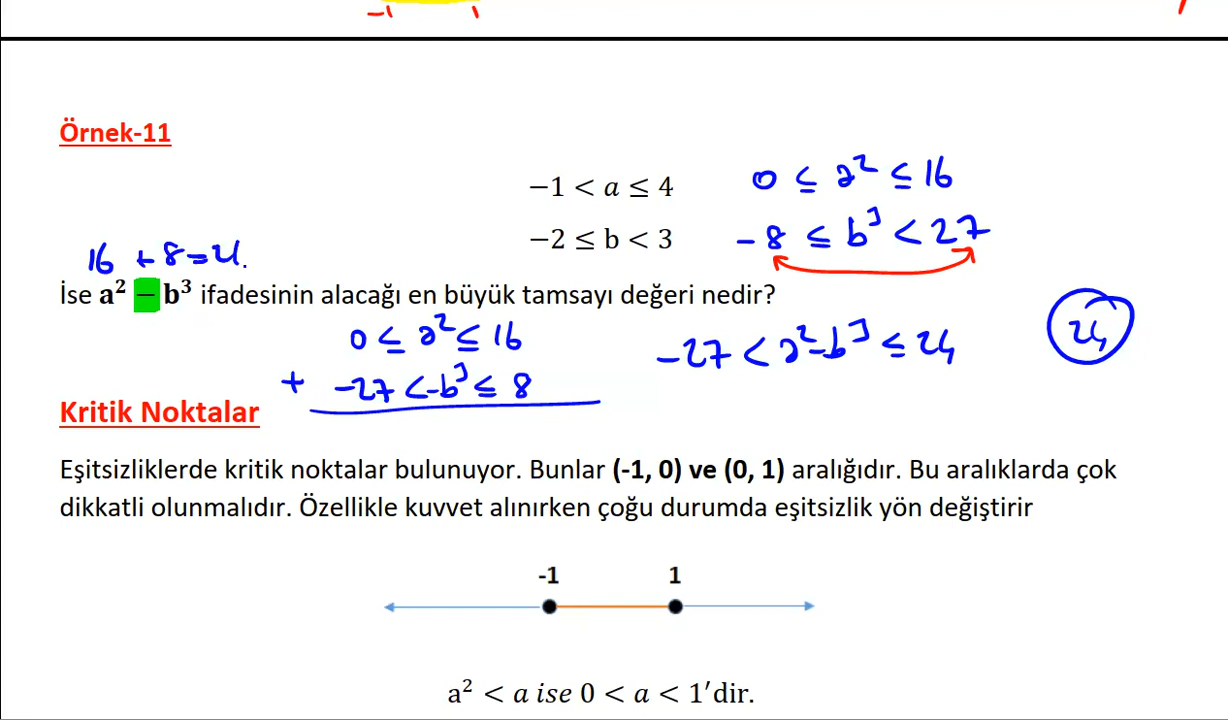 -1 1
Örnek-11
−1 < a ≤ 4 0 ≤ a² ≤ 16
−2 ≤ b < 3 -8 ≤ b³ < 27
16 + 8 = 24.
İse a² − b³ ifadesinin alacağı en büyük tamsayı değeri nedir?
0 ≤ a² ≤ 16 -27 < a²-b³ ≤ 24 24
+ -27 < -b³ ≤ 8
Kritik Noktalar
Eşitsizliklerde kritik noktalar bulunuyor. Bunlar (-1, 0) ve (0, 1) aralığıdır. Bu aralıklarda çok
dikkatli olunmalıdır. Özellikle kuvvet alınırken çoğu durumda eşitsizlik yön değiştirir
-1 1
a² < a ise 0 < a < 1′dir.